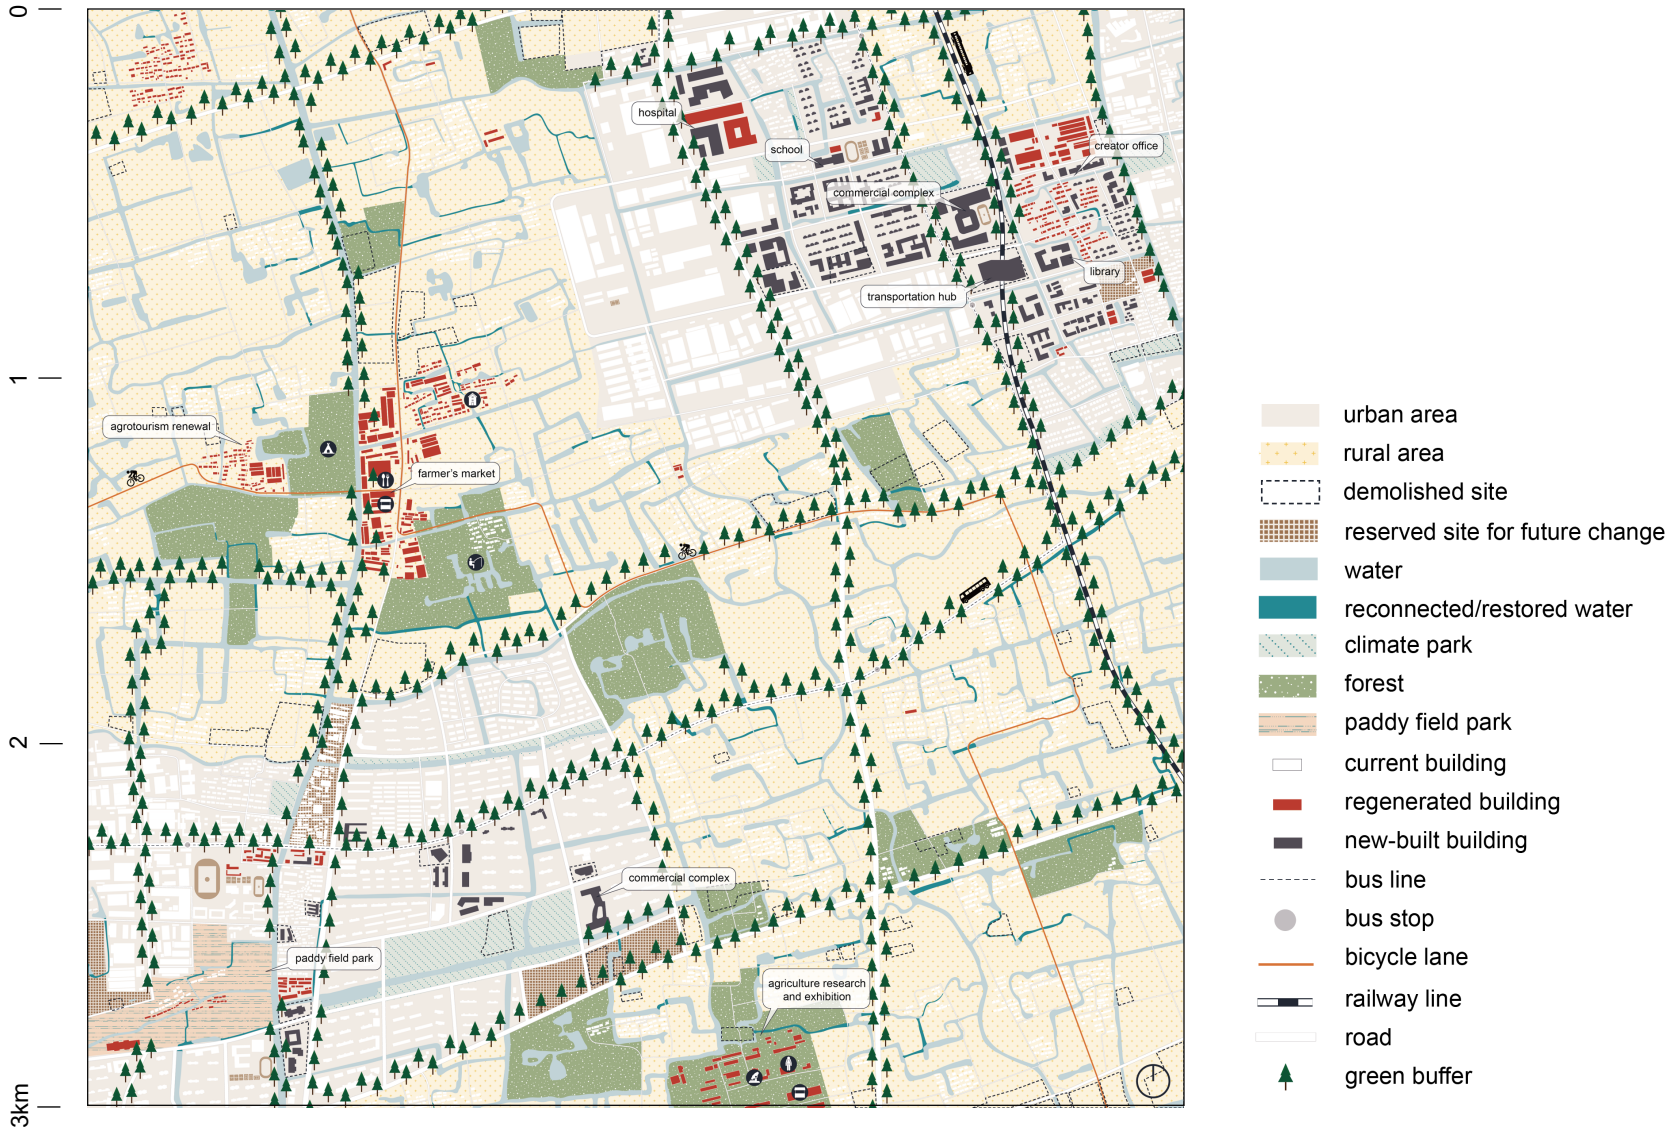 0
1
2
3km
hospital
school
creator office
commercial complex
library
transportation hub
agrotourism renewal
farmer's market
commercial complex
paddy field park
agriculture research
and exhibition
urban area
rural area
demolished site
reserved site for future change
water
reconnected/restored water
climate park
forest
paddy field park
current building
regenerated building
new-built building
bus line
bus stop
bicycle lane
railway line
road
green buffer